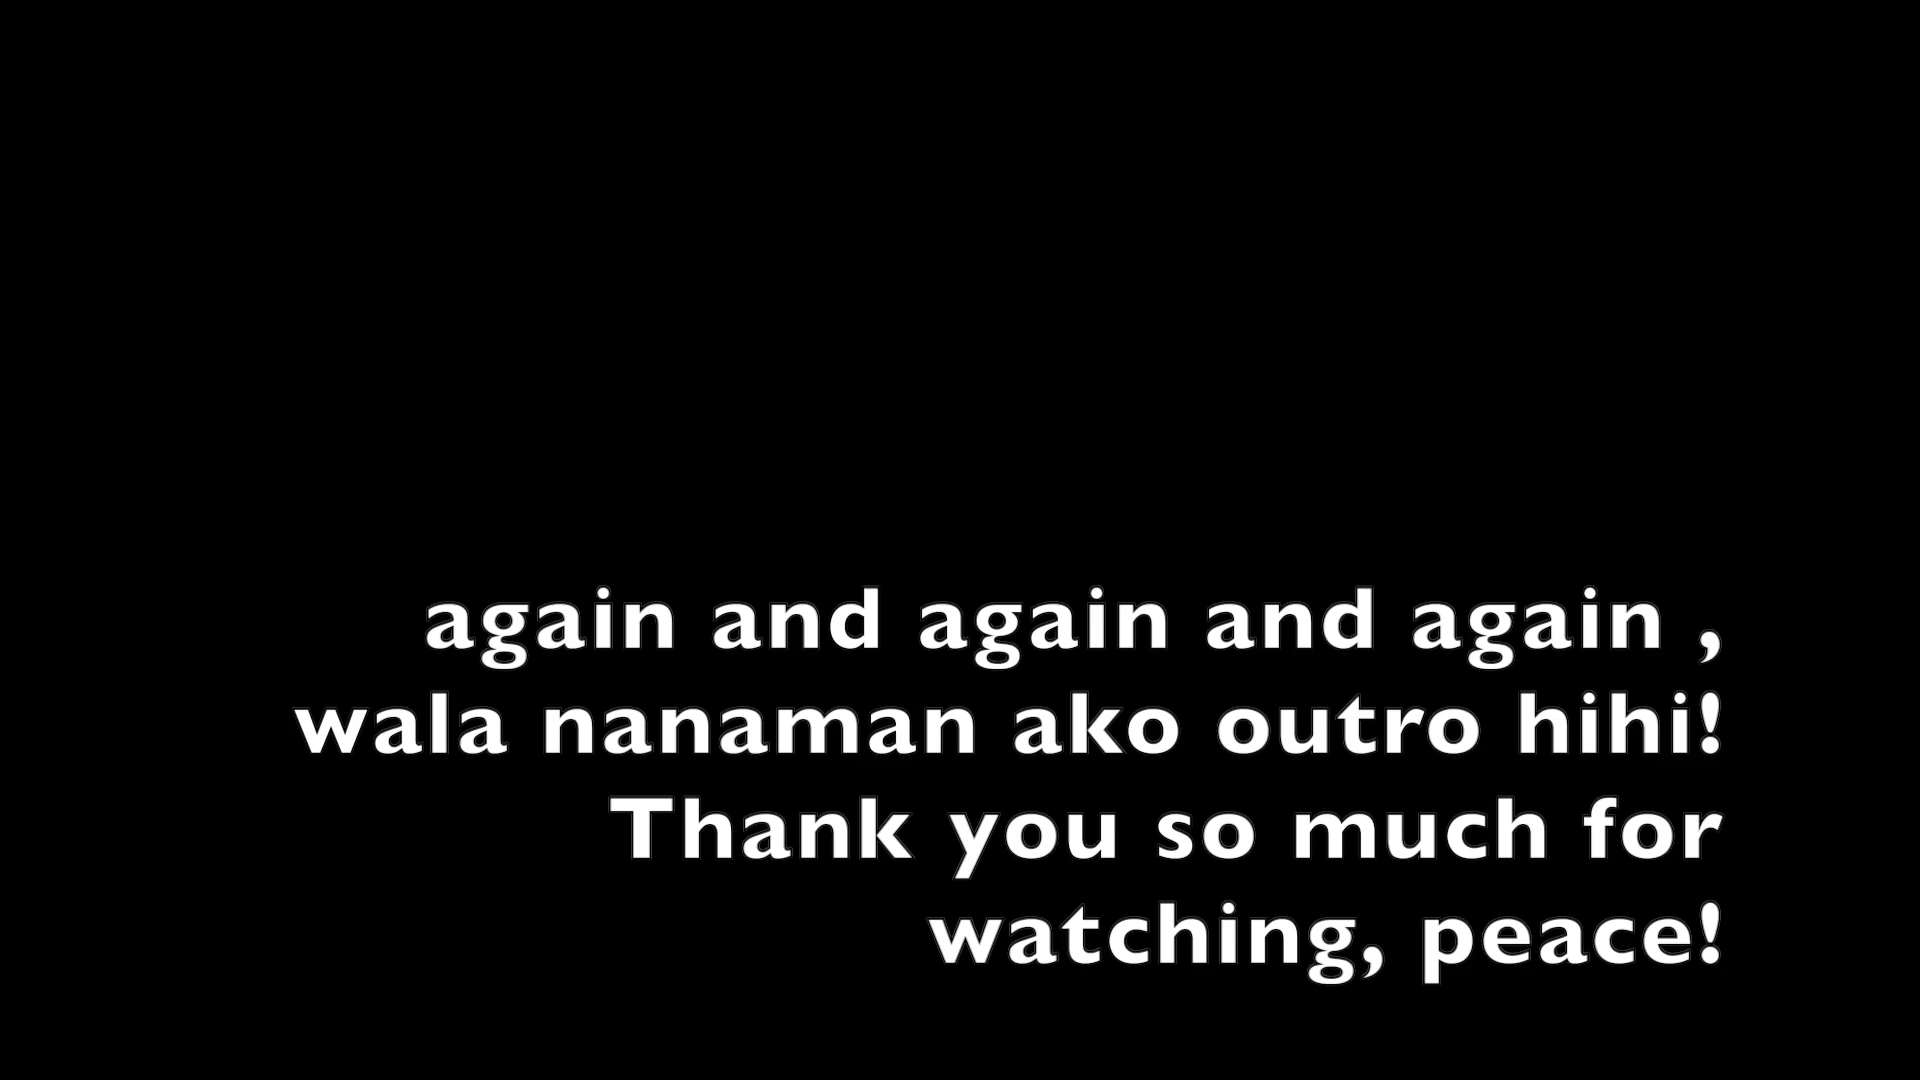 again and again and again ,
wala nanaman ako outro hihi!
Thank you so much for
watching, peace!